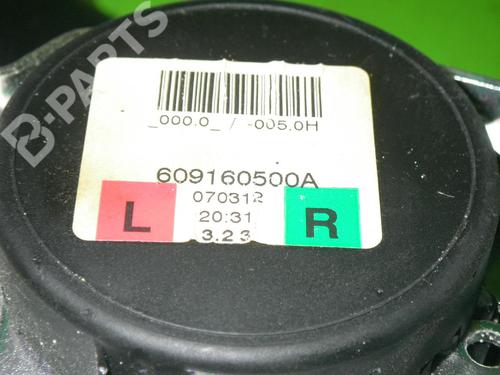 B-PARTS
_000.0_ / -005.0H
609160500A
070312
20:31
3.23
L
R